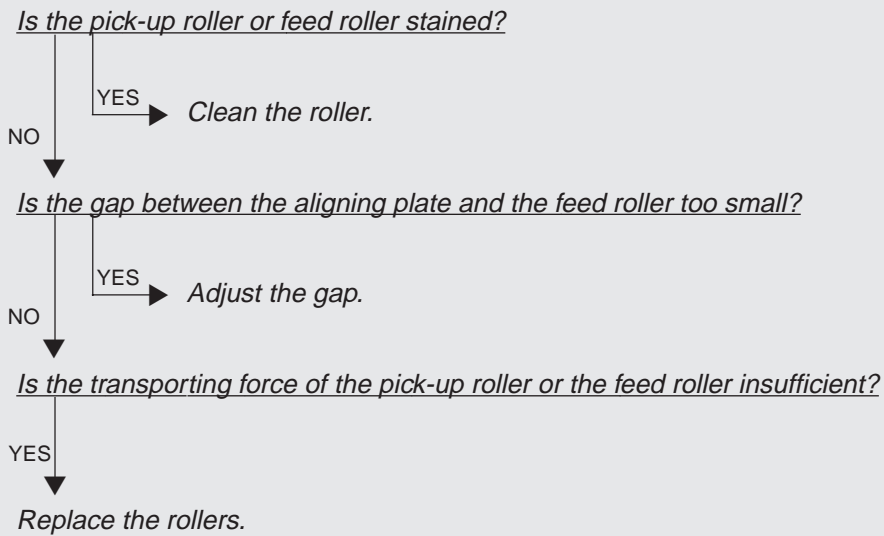 Is the pick-up roller or feed roller stained?
YES
Clean the roller.
NO
Is the gap between the aligning plate and the feed roller too small?
YES
Adjust the gap.
NO
Is the transporting force of the pick-up roller or the feed roller insufficient?
YES
Replace the rollers.